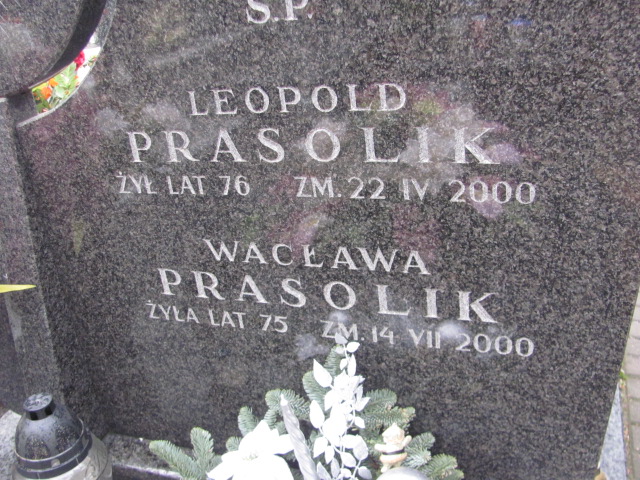 Ś.P.
LEOPOLD
PRASOLIK
ŻYŁ LAT 76 ZM. 22 IV 2000
WACŁAWA
PRASOLIK
ŻYŁA LAT 75 ZM. 14 VII 2000